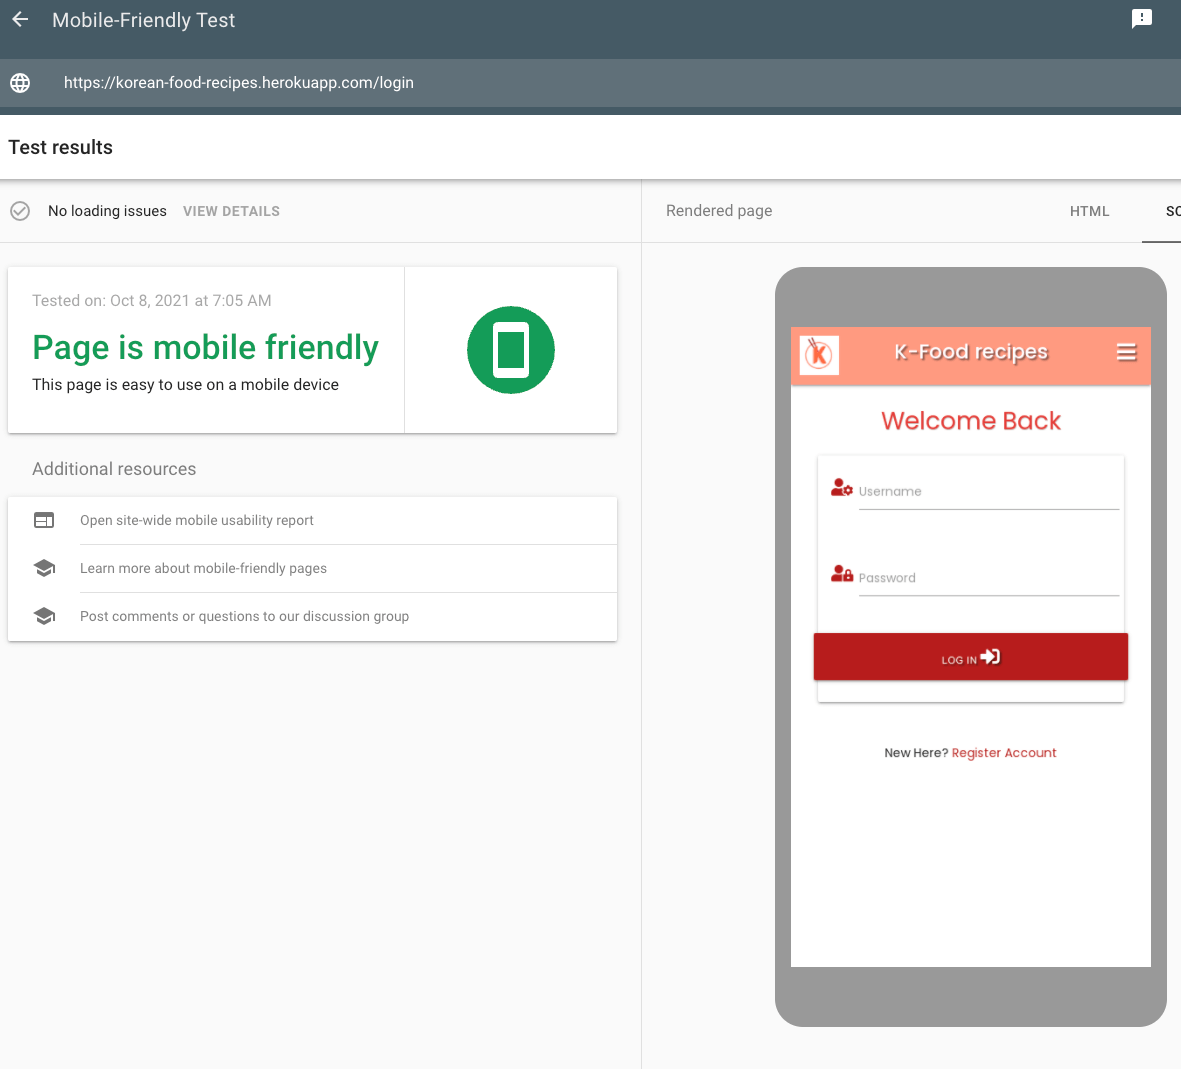 Mobile-Friendly Test
https://korean-food-recipes.herokuapp.com/login
Test results
No loading issues VIEW DETAILS
Rendered page HTML SC
Tested on: Oct 8, 2021 at 7:05 AM
Page is mobile friendly
This page is easy to use on a mobile device
Additional resources
Open site-wide mobile usability report
Learn more about mobile-friendly pages
Post comments or questions to our discussion group
K
K-Food recipes
Welcome Back
Username
Password
LOG IN
New Here? Register Account